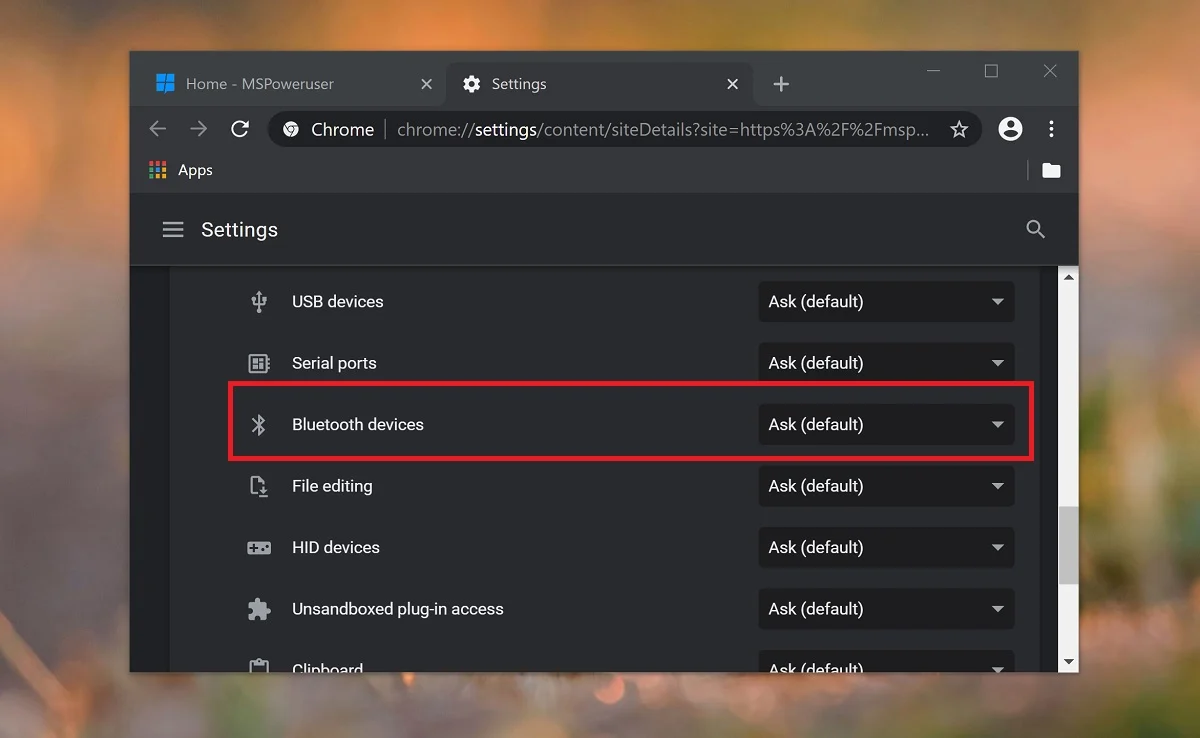 Home - MSPoweruser
Settings
Chrome
chrome://settings/content/siteDetails?site=https%3A%2F%2Fmsp...
Apps
Settings
USB devices Ask (default)
Serial ports Ask (default)
Bluetooth devices Ask (default)
File editing Ask (default)
HID devices Ask (default)
Unsandboxed plug-in access Ask (default)
Clipboard Ask (default)